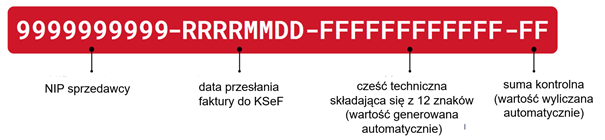 9999999999-RRRRMMDD-FFFFFFFFFFFF-FF
NIP sprzedawcy
data przesłania
faktury do KSeF
cześć techniczna
składająca się z 12 znaków
(wartość generowana
automatycznie)
suma kontrolna
(wartość wyliczana
automatycznie)